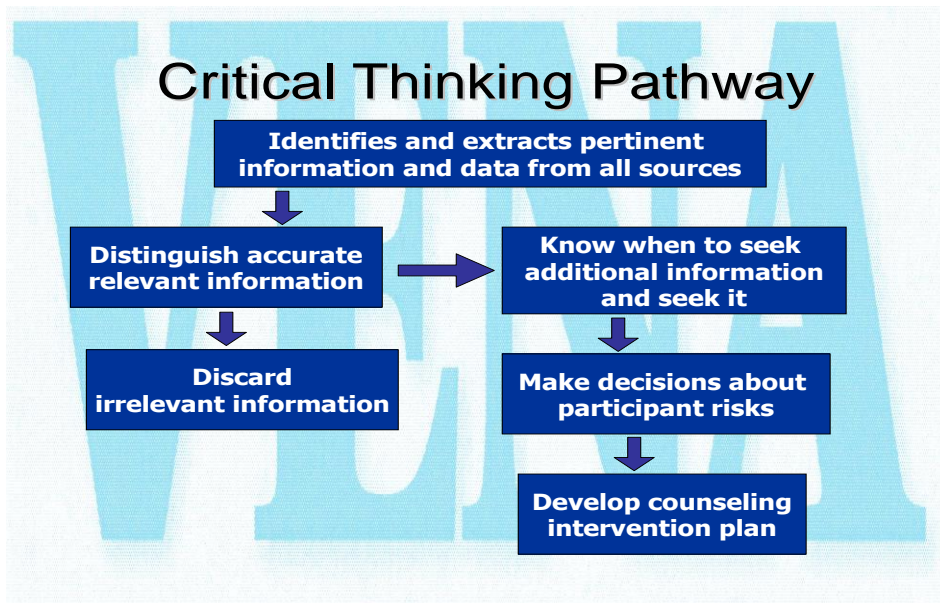 VENA
Critical Thinking Pathway
Identifies and extracts pertinent
information and data from all sources
Distinguish accurate
relevant information
Know when to seek
additional information
and seek it
Discard
irrelevant information
Make decisions about
participant risks
Develop counseling
intervention plan